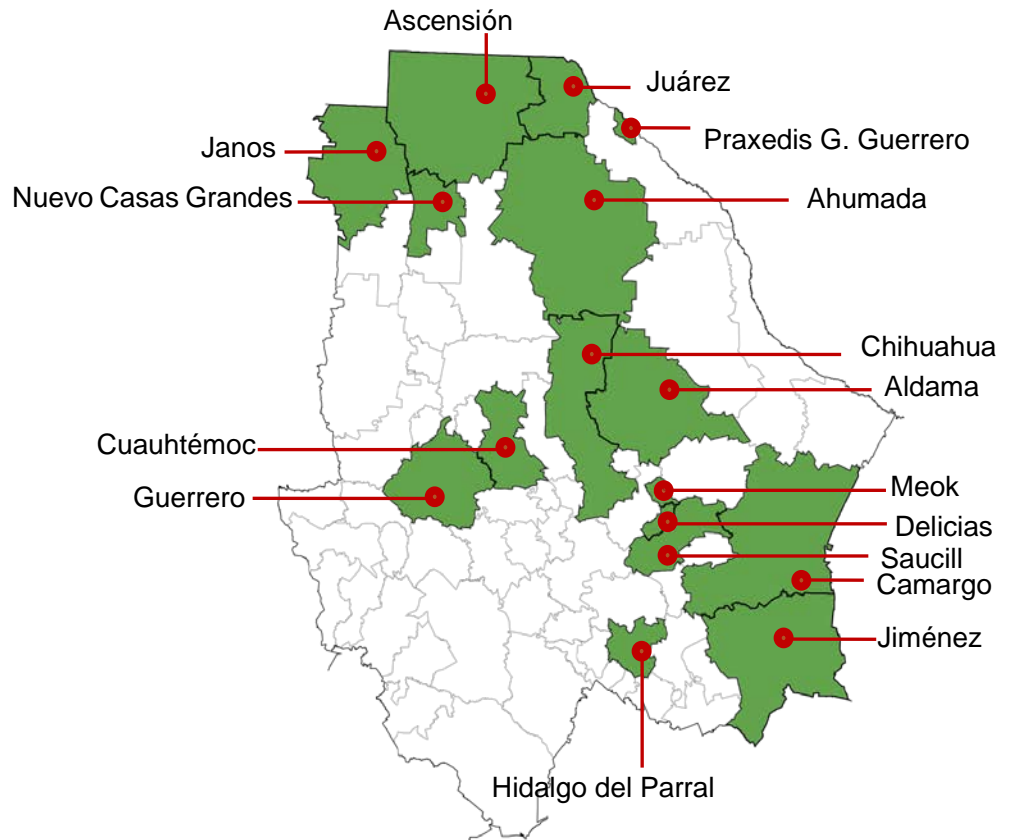 Ascensión
Juárez
Praxedis G. Guerrero
Janos
Nuevo Casas Grandes
Ahumada
Chihuahua
Aldama
Cuauhtémoc
Guerrero
Meok
Delicias
Saucill
Camargo
Jiménez
Hidalgo del Parral